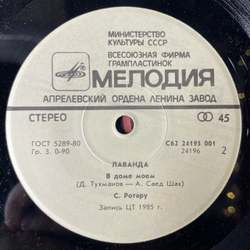 МИНИСТЕРСТВО
КУЛЬТУРЫ СССР
ВСЕСОЮЗНАЯ ФИРМА
ГРАМПЛАСТИНОК
МЕЛОДИЯ
АПРЕЛЕВСКИЙ ОРДЕНА ЛЕНИНА ЗАВОД
СТЕРЕО 45
ГОСТ 5289-80 С62 24195 001
Гр. 3. 0-90 24196 2
ЛАВАНДА
В доме моем
(Д. Тухманов — А. Саед Шах)
С. Ротару
Запись ЦТ 1985 г.